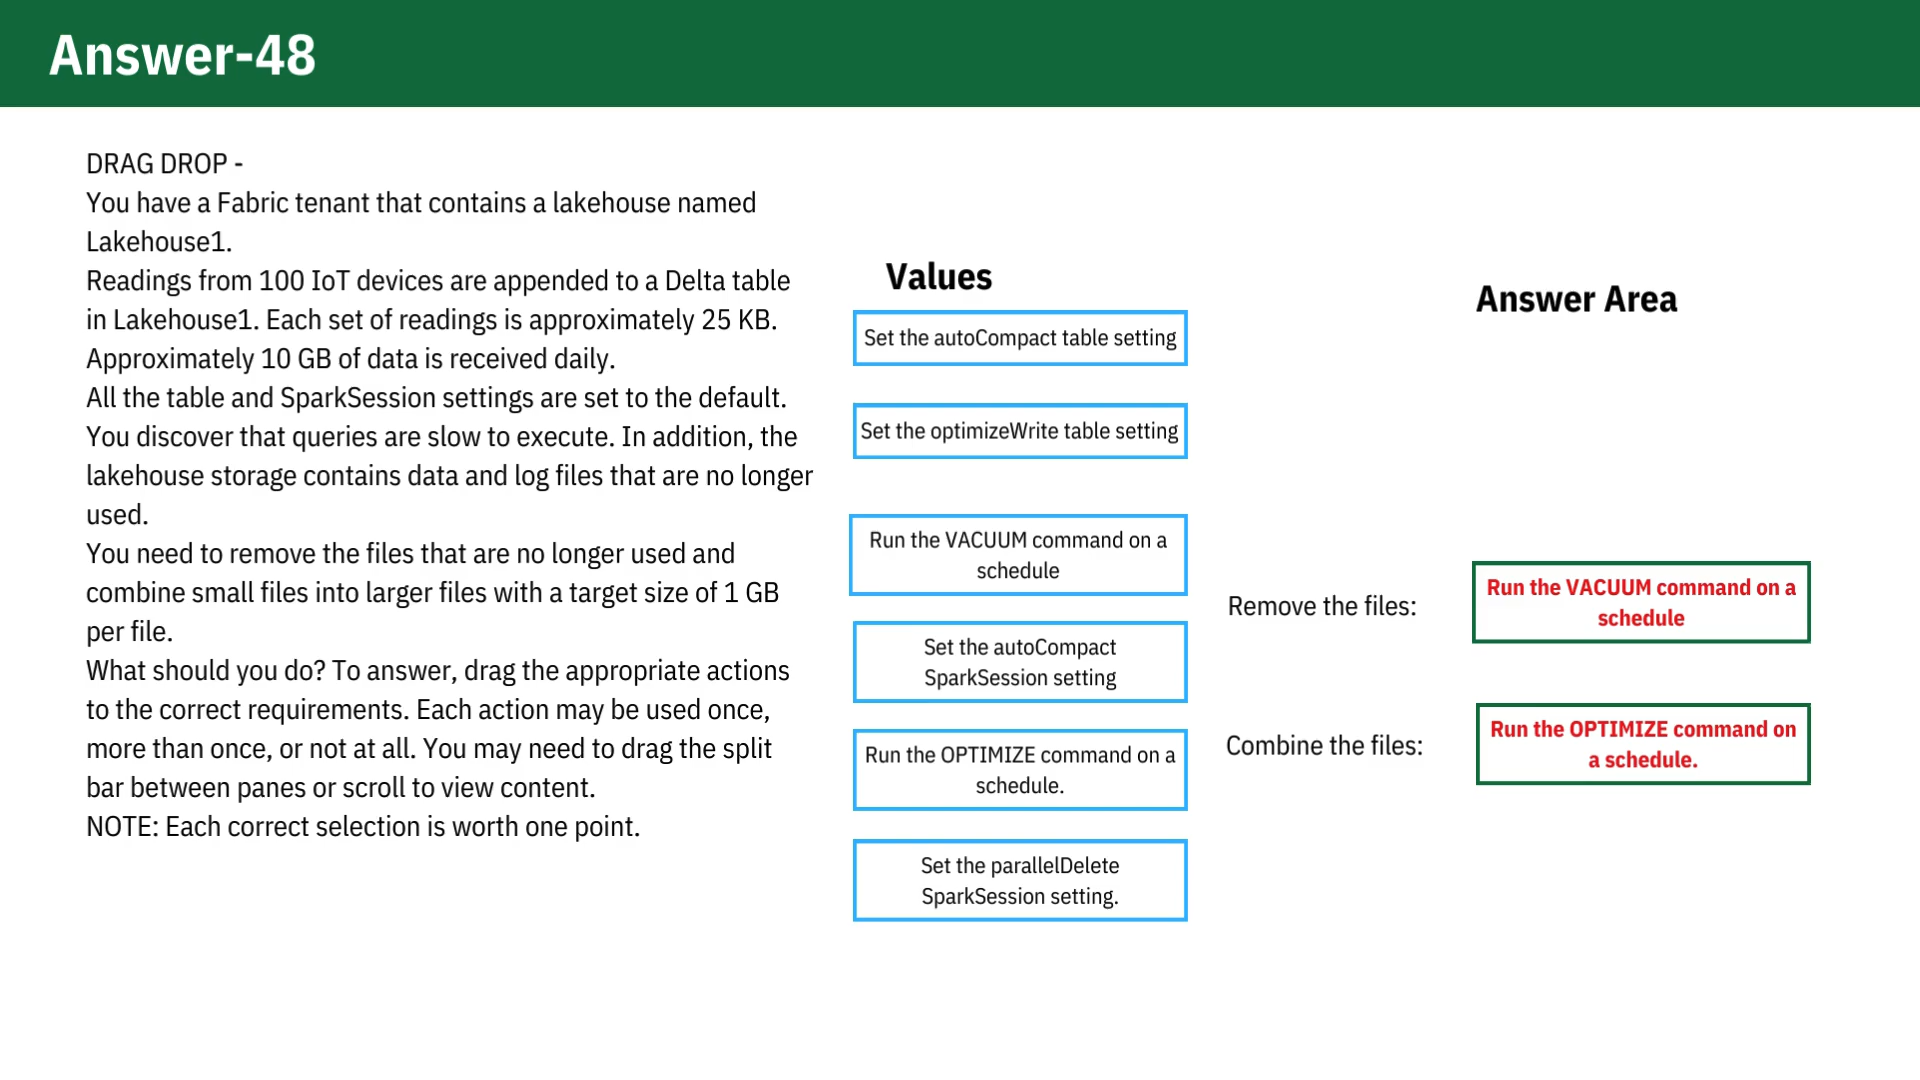 Answer-48
DRAG DROP -
You have a Fabric tenant that contains a lakehouse named
Lakehouse1.
Readings from 100 IoT devices are appended to a Delta table
in Lakehouse1. Each set of readings is approximately 25 KB.
Approximately 10 GB of data is received daily.
All the table and SparkSession settings are set to the default.
You discover that queries are slow to execute. In addition, the
lakehouse storage contains data and log files that are no longer
used.
You need to remove the files that are no longer used and
combine small files into larger files with a target size of 1 GB
per file.
What should you do? To answer, drag the appropriate actions
to the correct requirements. Each action may be used once,
more than once, or not at all. You may need to drag the split
bar between panes or scroll to view content.
NOTE: Each correct selection is worth one point.
Values
Set the autoCompact table setting
Set the optimizeWrite table setting
Run the VACUUM command on a
schedule
Set the autoCompact
SparkSession setting
Run the OPTIMIZE command on a
schedule.
Set the parallelDelete
SparkSession setting.
Answer Area
Remove the files:
Run the VACUUM command on a
schedule
Combine the files:
Run the OPTIMIZE command on
a schedule.